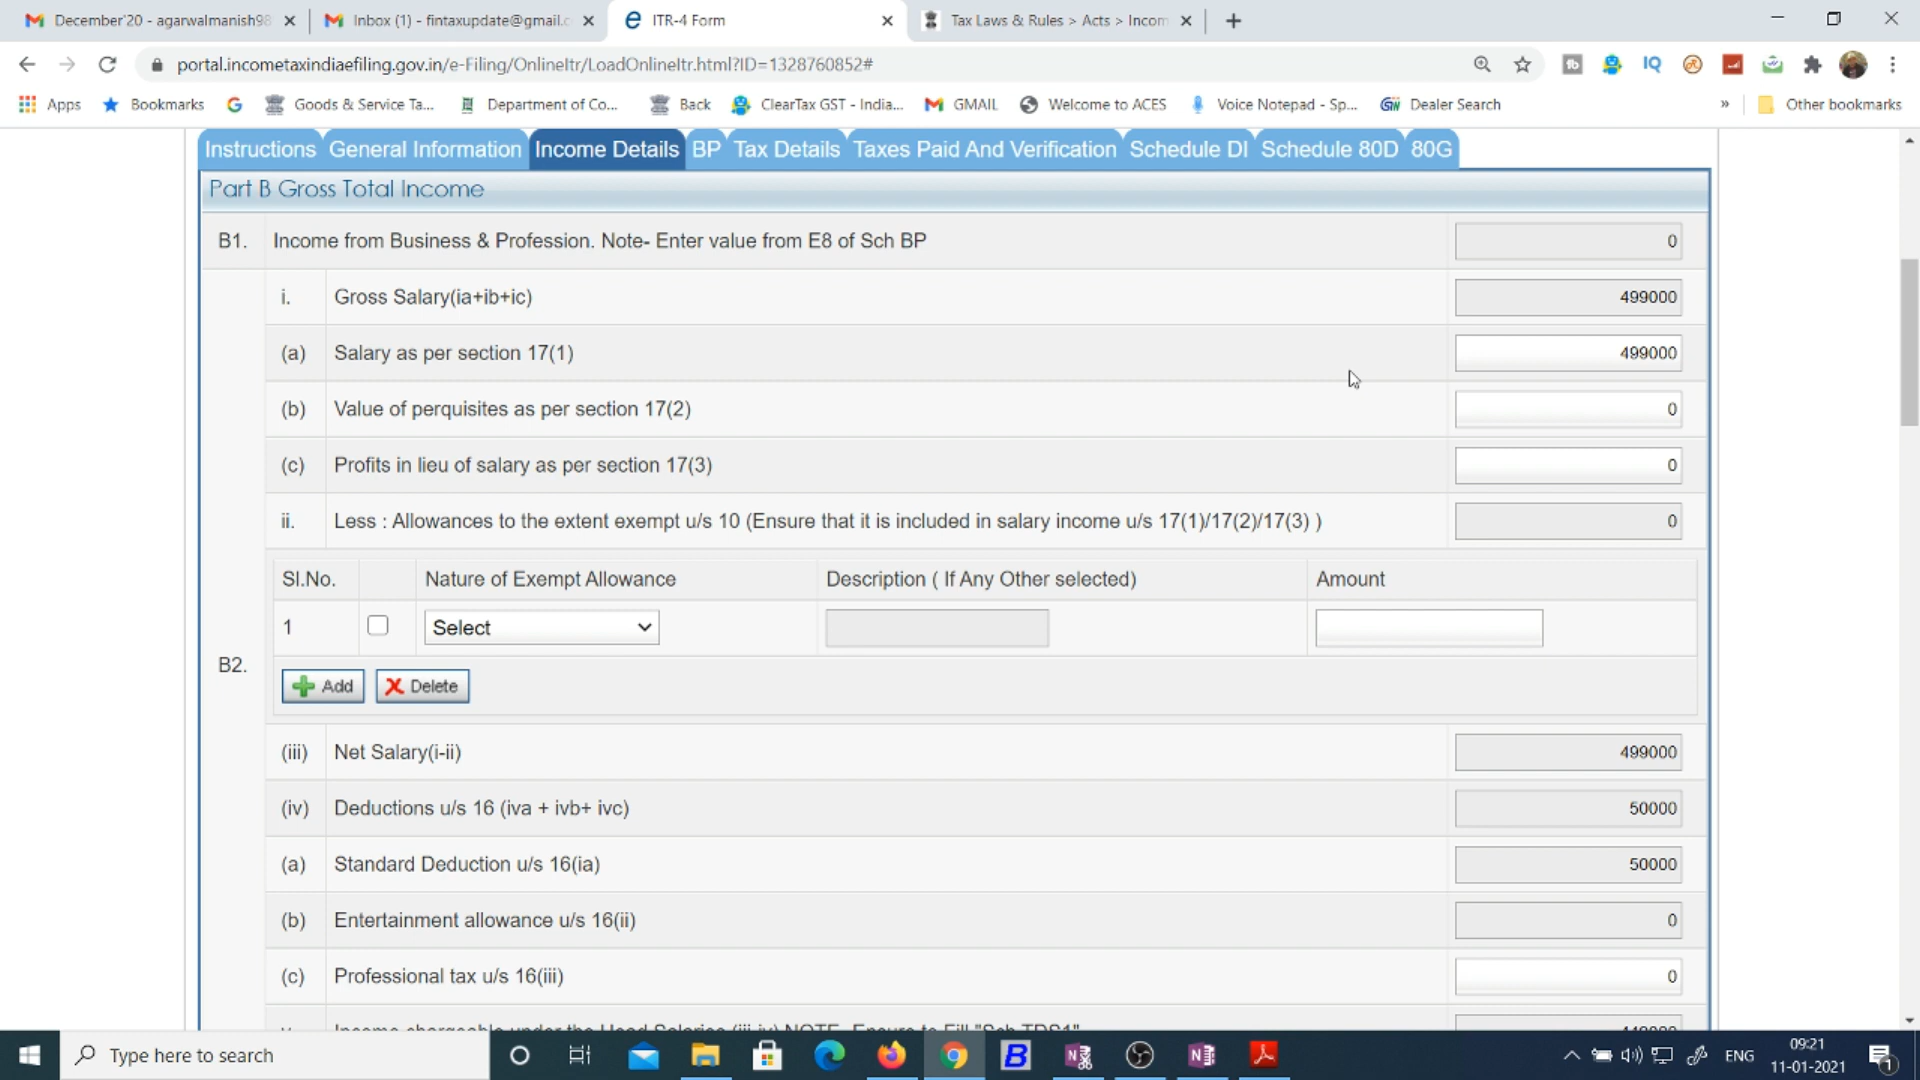 December'20 - agarwalmanish98
Inbox (1) - fintaxupdate@gmail.c
ITR-4 Form
Tax Laws & Rules > Acts > Incom
portal.incometaxindiaefiling.gov.in/e-Filing/OnlineItr/LoadOnlineItr.html?ID=1328760852#
Apps
Bookmarks
Goods & Service Ta...
Department of Co...
Back
ClearTax GST - India...
GMAIL
Welcome to ACES
Voice Notepad - Sp...
Dealer Search
»
Other bookmarks
Instructions General Information Income Details BP Tax Details Taxes Paid And Verification Schedule DI Schedule 80D 80G
Part B Gross Total Income
B1. Income from Business & Profession. Note- Enter value from E8 of Sch BP 0
i. Gross Salary(ia+ib+ic) 499000
(a) Salary as per section 17(1) 499000
(b) Value of perquisites as per section 17(2) 0
(c) Profits in lieu of salary as per section 17(3) 0
ii. Less : Allowances to the extent exempt u/s 10 (Ensure that it is included in salary income u/s 17(1)/17(2)/17(3) ) 0
Sl.No. Nature of Exempt Allowance Description ( If Any Other selected) Amount
1 Select
B2.
Add Delete
(iii) Net Salary(i-ii) 499000
(iv) Deductions u/s 16 (iva + ivb+ ivc) 50000
(a) Standard Deduction u/s 16(ia) 50000
(b) Entertainment allowance u/s 16(ii) 0
(c) Professional tax u/s 16(iii) 0
Type here to search
ENG
09:21
11-01-2021